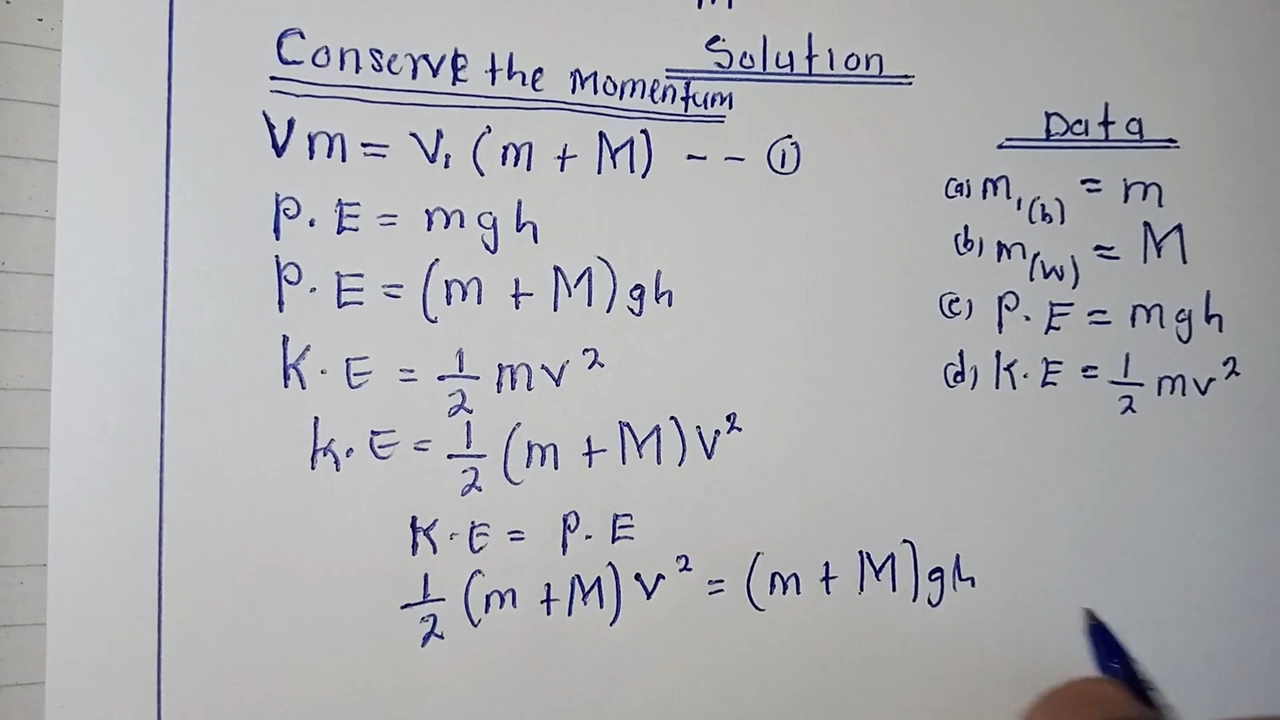 Solution
Conserve the Momentum
Vm = V₁ (m + M) -- ①
P.E = mgh
P.E = (m + M)gh
K.E = 1/2 mv²
K.E = 1/2 (m + M)V²
K.E = P.E
1/2 (m + M) v² = (m + M)gh
Data
(a) m₁(b) = m
(b) m(w) = M
(c) P.E = mgh
(d) K.E = 1/2 mv²